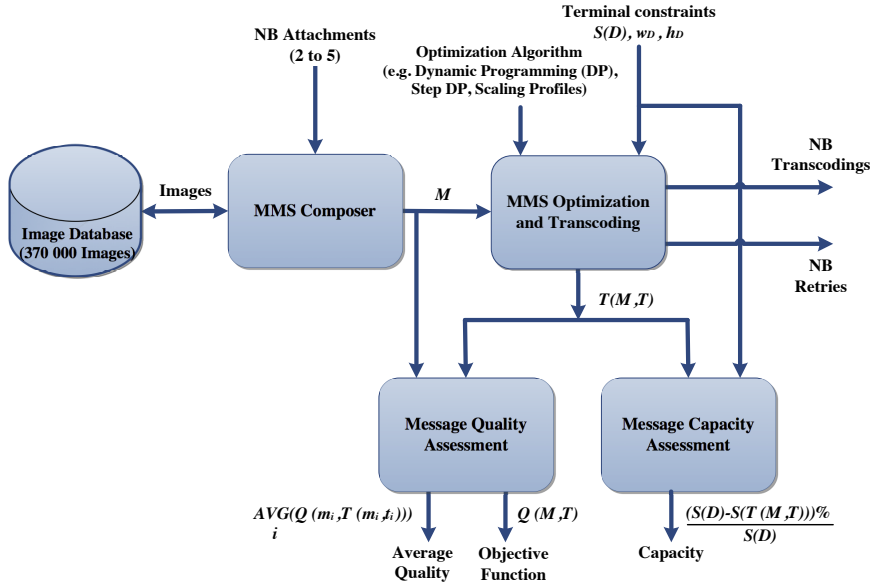 Terminal constraints
S(D), wD, hD
NB Attachments
(2 to 5)
Optimization Algorithm
(e.g. Dynamic Programming (DP),
Step DP, Scaling Profiles)
NB
Transcodings
Images
MMS Composer
M
MMS Optimization
and Transcoding
Image Database
(370 000 Images)
NB
Retries
T(M,T)
Message Quality
Assessment
Message Capacity
Assessment
AVG(Q (mi,T (mi,ti)))
i
Q (M,T)
(S(D)-S(T (M,T)))%
S(D)
Average
Quality
Objective
Function
Capacity